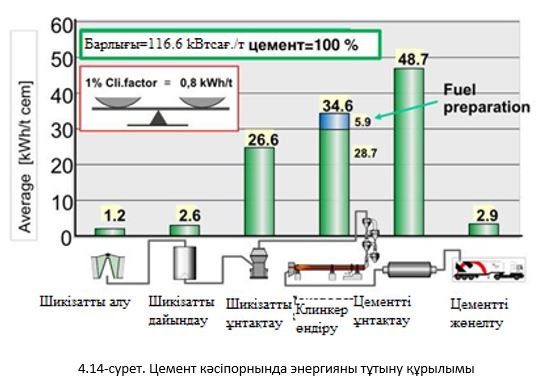 60
Барлығы=116.6 kВтсағ./т цемент=100 %
50
48.7
1% Cli.factor = 0,8 kWh/t
40
34.6
Fuel
preparation
5.9
30
26.6
28.7
20
10
1.2
2.6
2.9
0
Average [kWh/t cem]
Шикізатты алу
Шикізатты
дайындау
Шикізатты
ұнтақтау
Клинкер
өндіру
Цементті
ұнтақтау
Цементті
жөнелту
4.14-сурет. Цемент кәсіпорнында энергияны тұтыну құрылымы